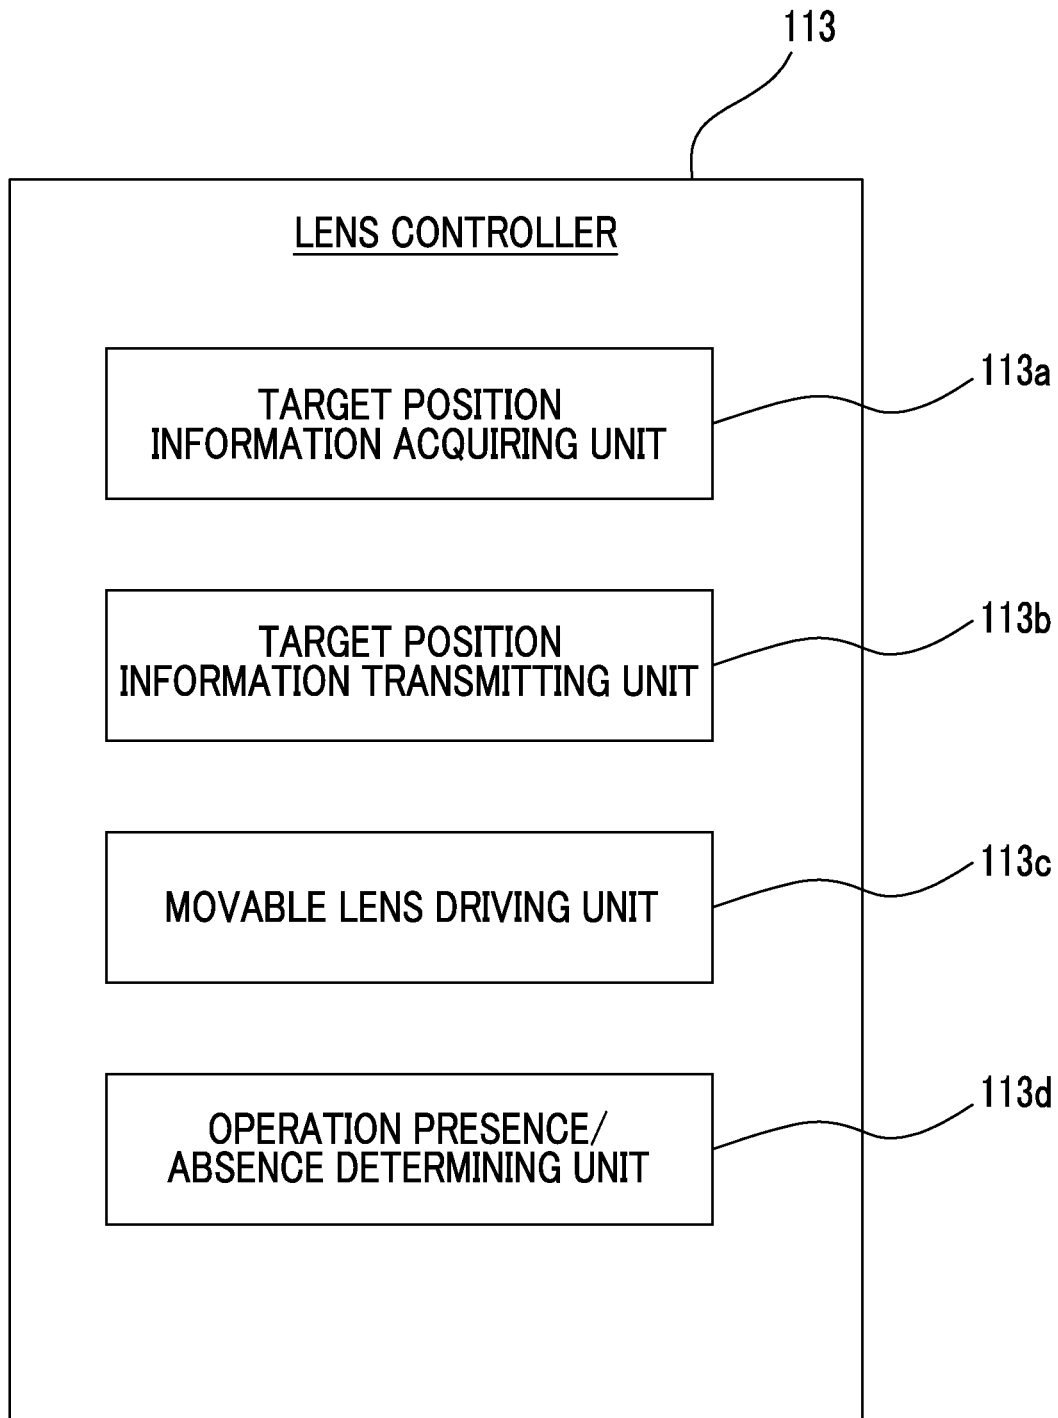 113
LENS CONTROLLER
TARGET POSITION
INFORMATION ACQUIRING UNIT
113a
TARGET POSITION
INFORMATION TRANSMITTING UNIT
113b
MOVABLE LENS DRIVING UNIT
113c
OPERATION PRESENCE/
ABSENCE DETERMINING UNIT
113d